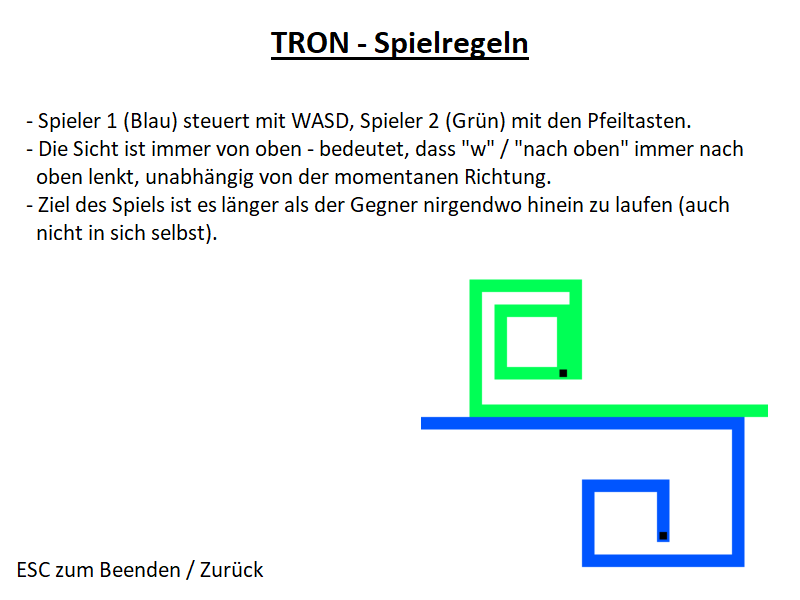 TRON - Spielregeln
- Spieler 1 (Blau) steuert mit WASD, Spieler 2 (Grün) mit den Pfeiltasten.
- Die Sicht ist immer von oben - bedeutet, dass "w" / "nach oben" immer nach
oben lenkt, unabhängig von der momentanen Richtung.
- Ziel des Spiels ist es länger als der Gegner nirgendwo hinein zu laufen (auch
nicht in sich selbst).
ESC zum Beenden / Zurück